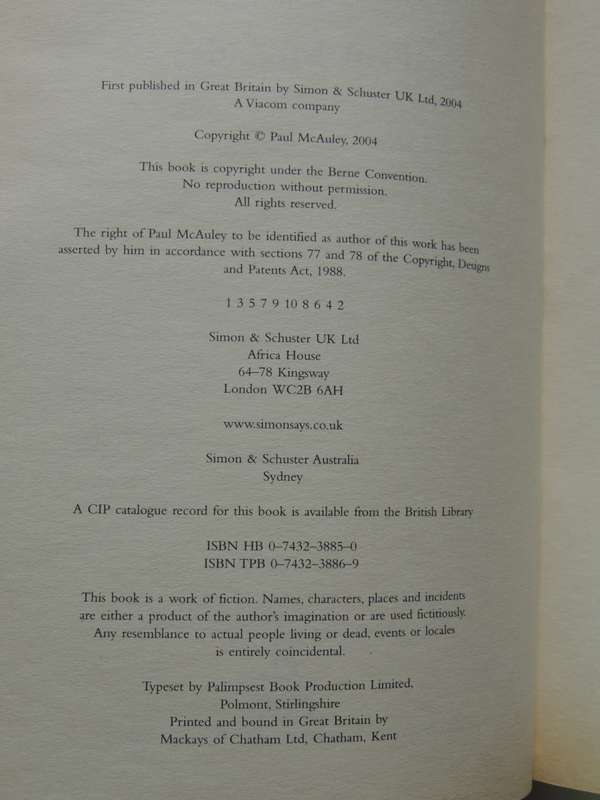 First published in Great Britain by Simon & Schuster UK Ltd, 2004
A Viacom company
Copyright © Paul McAuley, 2004
This book is copyright under the Berne Convention.
No reproduction without permission.
All rights reserved.
The right of Paul McAuley to be identified as author of this work has been
asserted by him in accordance with sections 77 and 78 of the Copyright, Designs
and Patents Act, 1988.
1 3 5 7 9 10 8 6 4 2
Simon & Schuster UK Ltd
Africa House
64–78 Kingsway
London WC2B 6AH
www.simonsays.co.uk
Simon & Schuster Australia
Sydney
A CIP catalogue record for this book is available from the British Library
ISBN HB 0–7432–3885–0
ISBN TPB 0–7432–3886–9
This book is a work of fiction. Names, characters, places and incidents
are either a product of the author's imagination or are used fictitiously.
Any resemblance to actual people living or dead, events or locales
is entirely coincidental.
Typeset by Palimpsest Book Production Limited,
Polmont, Stirlingshire
Printed and bound in Great Britain by
Mackays of Chatham Ltd, Chatham, Kent